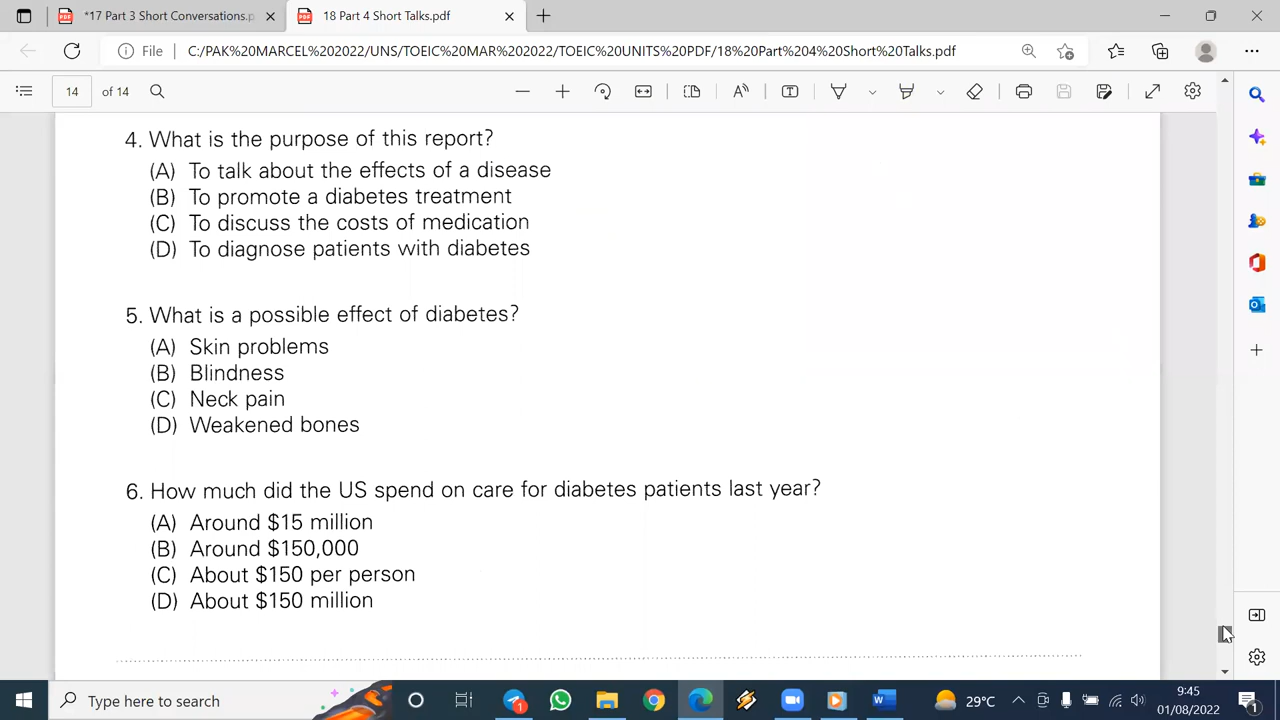 *17 Part 3 Short Conversations.p
18 Part 4 Short Talks.pdf
File
C:/PAK%20MARCEL%202022/UNS/TOEIC%20MAR%202022/TOEIC%20UNITS%20PDF/18%20Part%204%20Short%20Talks.pdf
14 of 14
4. What is the purpose of this report?
(A) To talk about the effects of a disease
(B) To promote a diabetes treatment
(C) To discuss the costs of medication
(D) To diagnose patients with diabetes
5. What is a possible effect of diabetes?
(A) Skin problems
(B) Blindness
(C) Neck pain
(D) Weakened bones
6. How much did the US spend on care for diabetes patients last year?
(A) Around $15 million
(B) Around $150,000
(C) About $150 per person
(D) About $150 million
Type here to search
29°C
9:45
01/08/2022